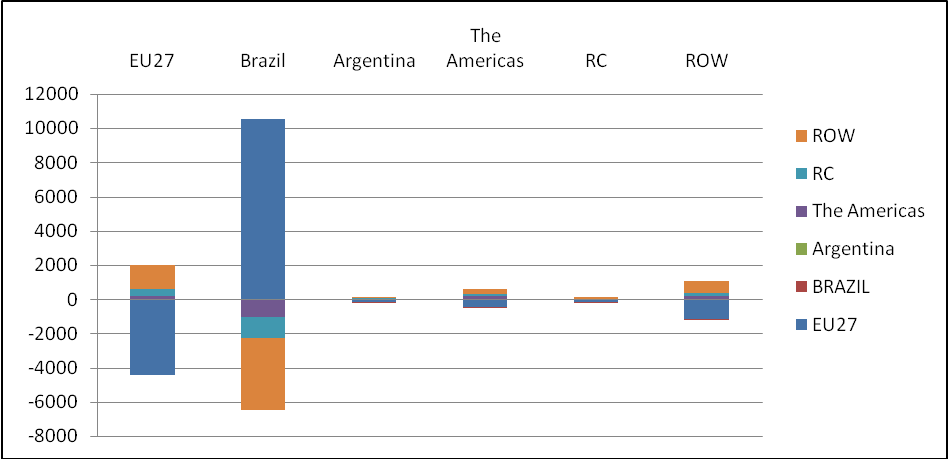 The
EU27 Brazil Argentina Americas RC ROW
12000
10000
8000
6000
4000
2000
0
-2000
-4000
-6000
-8000
ROW
RC
The Americas
Argentina
BRAZIL
EU27